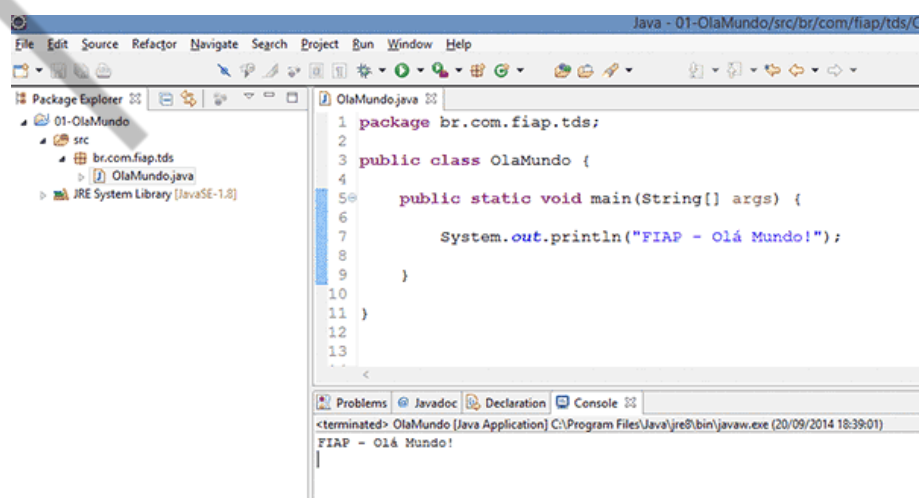 Java - 01-OlaMundo/src/br/com/fiap/tds/
File Edit Source Refactor Navigate Search Project Run Window Help
Package Explorer
01-OlaMundo
src
br.com.fiap.tds
OlaMundo.java
JRE System Library [JavaSE-1.8]
OlaMundo.java
1 package br.com.fiap.tds;
2
3 public class OlaMundo {
4
5 public static void main(String[] args) {
6
7 System.out.println("FIAP - Olá Mundo!");
8
9 }
10
11 }
12
13
Problems Javadoc Declaration Console
<terminated> OlaMundo [Java Application] C:\Program Files\Java\jre8\bin\javaw.exe (20/09/2014 18:39:01)
FIAP - Olá Mundo!